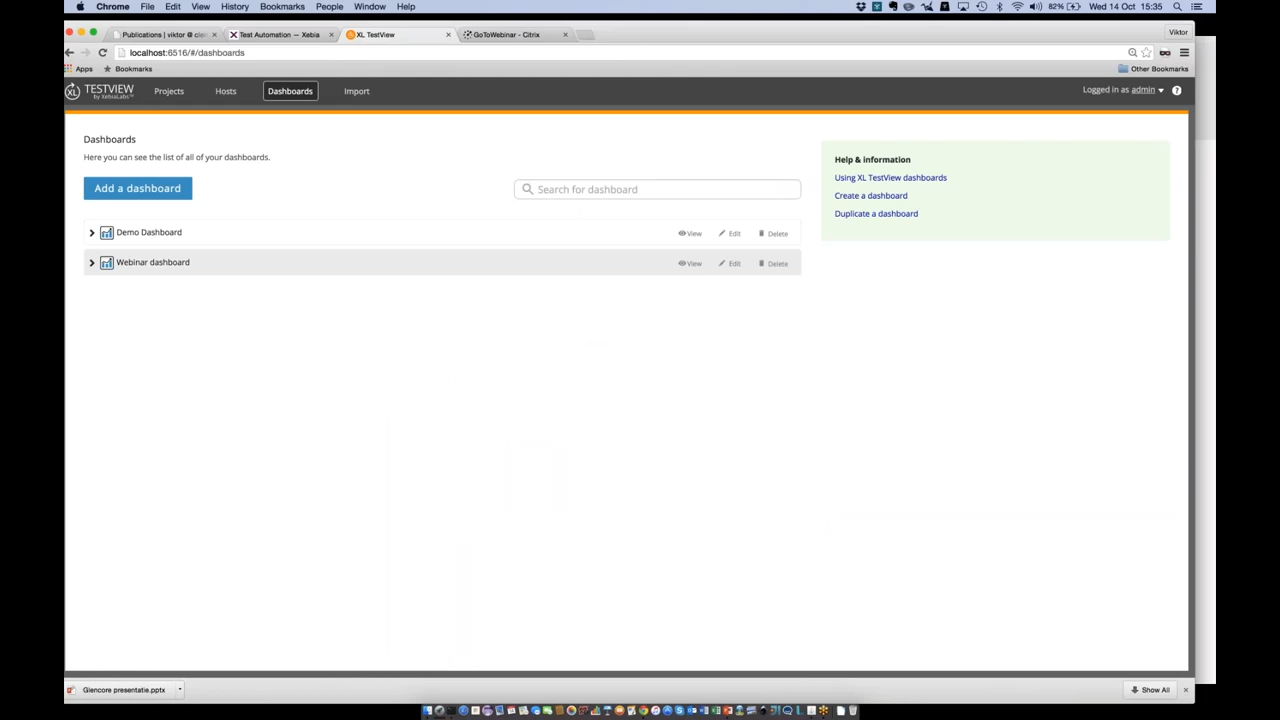 Chrome File Edit View History Bookmarks People Window Help 82% Wed 14 Oct 15:35
Publications | viktor @ Test Automation — Xebia XL TestView GoToWebinar - Citrix Viktor
localhost:6516/#/dashboards
Apps Bookmarks Other Bookmarks
XL TESTVIEW by XebiaLabs Projects Hosts Dashboards Import Logged in as admin ?
Dashboards
Here you can see the list of all of your dashboards.
Add a dashboard
Search for dashboard
Demo Dashboard View Edit Delete
Webinar dashboard View Edit Delete
Help & information
Using XL TestView dashboards
Create a dashboard
Duplicate a dashboard
Glencore presentatie.pptx Show All